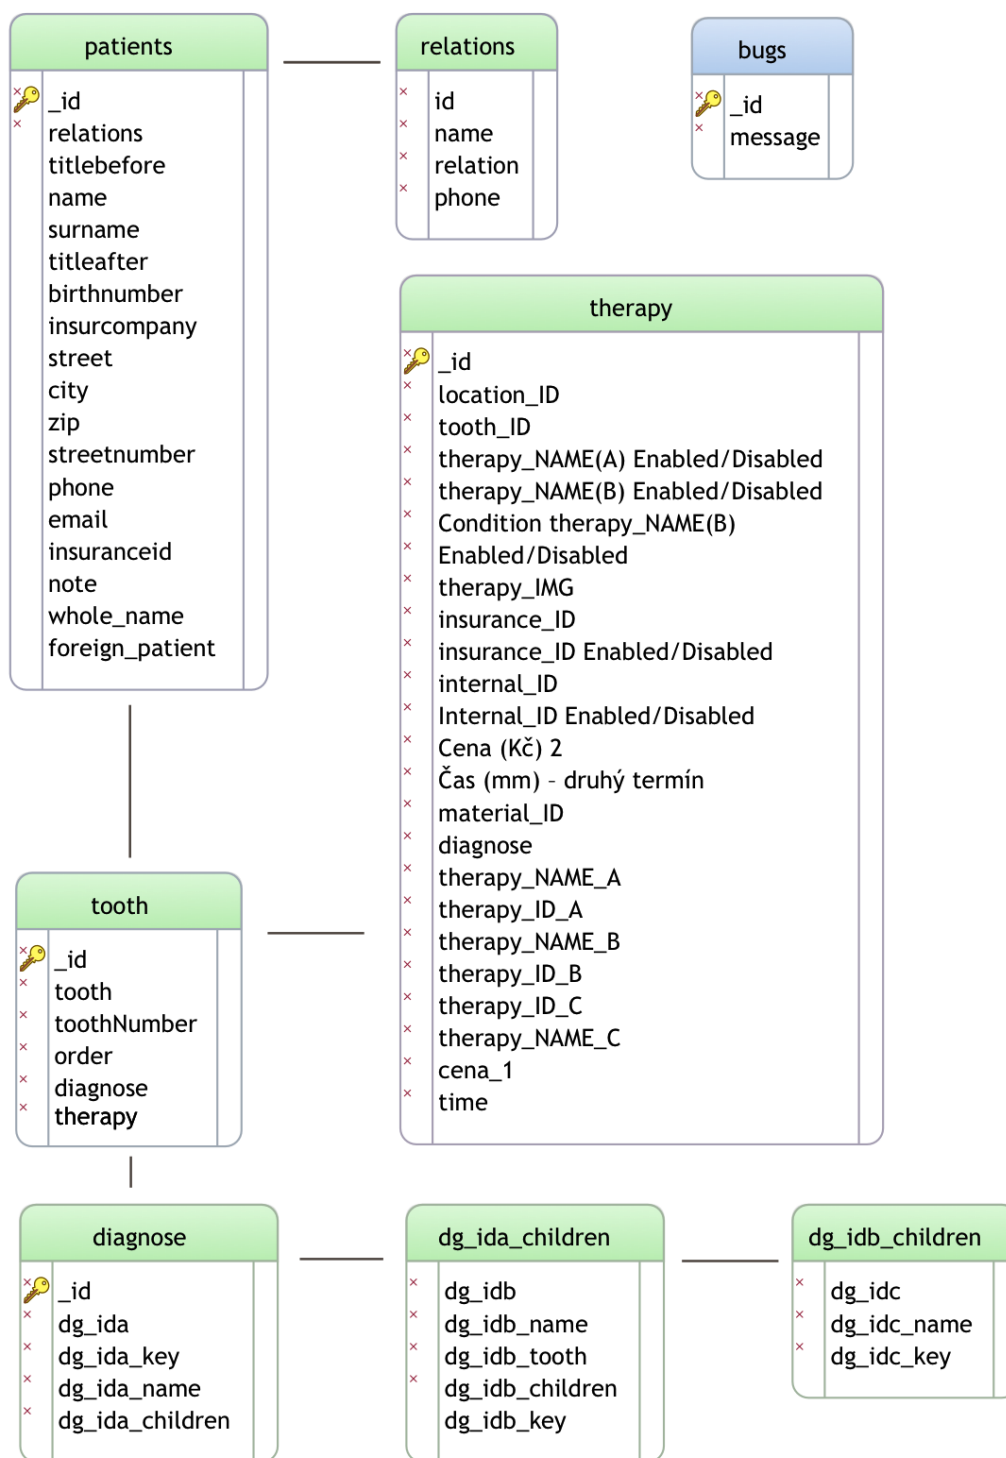 patients
_id
relations
titlebefore
name
surname
titleafter
birthnumber
insurcompany
street
city
zip
streetnumber
phone
email
insuranceid
note
whole_name
foreign_patient
relations
id
name
relation
phone
bugs
_id
message
therapy
_id
location_ID
tooth_ID
therapy_NAME(A) Enabled/Disabled
therapy_NAME(B) Enabled/Disabled
Condition therapy_NAME(B)
Enabled/Disabled
therapy_IMG
insurance_ID
insurance_ID Enabled/Disabled
internal_ID
Internal_ID Enabled/Disabled
Cena (Kč) 2
Čas (mm) – druhý termín
material_ID
diagnose
therapy_NAME_A
therapy_ID_A
therapy_NAME_B
therapy_ID_B
therapy_ID_C
therapy_NAME_C
cena_1
time
tooth
_id
tooth
toothNumber
order
diagnose
therapy
diagnose
_id
dg_ida
dg_ida_key
dg_ida_name
dg_ida_children
dg_ida_children
dg_idb
dg_idb_name
dg_idb_tooth
dg_idb_children
dg_idb_key
dg_idb_children
dg_idc
dg_idc_name
dg_idc_key